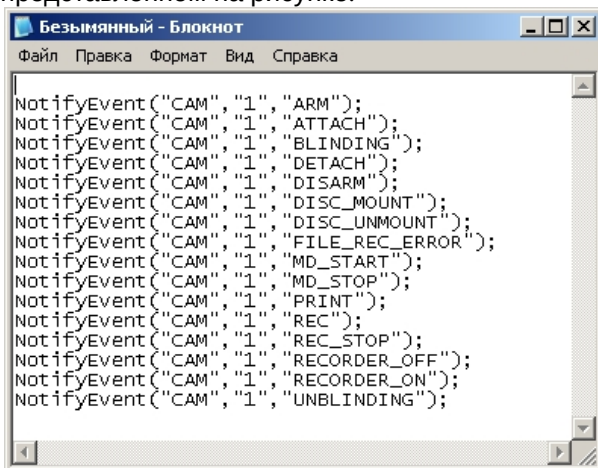 представленном на рисунке.
Безымянный - Блокнот
Файл Правка Формат Вид Справка
NotifyEvent("CAM","1","ARM");
NotifyEvent("CAM","1","ATTACH");
NotifyEvent("CAM","1","BLINDING");
NotifyEvent("CAM","1","DETACH");
NotifyEvent("CAM","1","DISARM");
NotifyEvent("CAM","1","DISC_MOUNT");
NotifyEvent("CAM","1","DISC_UNMOUNT");
NotifyEvent("CAM","1","FILE_REC_ERROR");
NotifyEvent("CAM","1","MD_START");
NotifyEvent("CAM","1","MD_STOP");
NotifyEvent("CAM","1","PRINT");
NotifyEvent("CAM","1","REC");
NotifyEvent("CAM","1","REC_STOP");
NotifyEvent("CAM","1","RECORDER_OFF");
NotifyEvent("CAM","1","RECORDER_ON");
NotifyEvent("CAM","1","UNBLINDING");